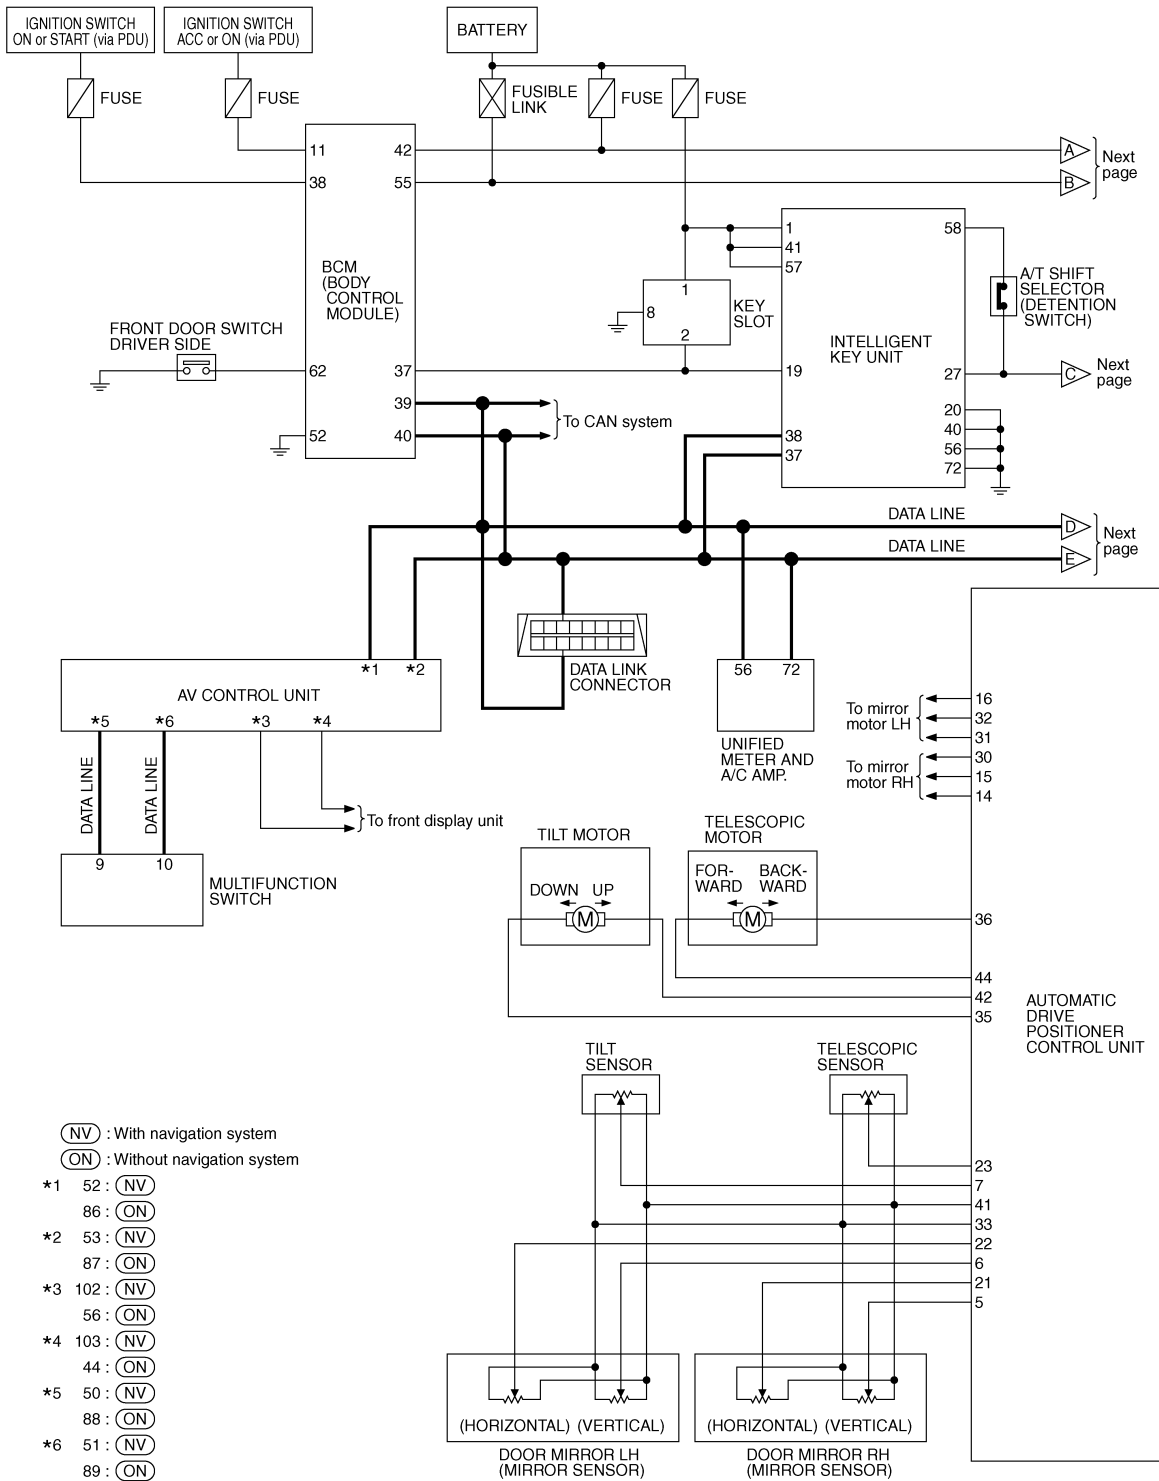 IGNITION SWITCH
ON or START (via PDU)
IGNITION SWITCH
ACC or ON (via PDU)
BATTERY
FUSE
FUSE
FUSIBLE
LINK
FUSE
FUSE
11
42
A
38
55
B
Next
page
1
41
57
58
BCM
(BODY
CONTROL
MODULE)
1
8
2
KEY
SLOT
INTELLIGENT
KEY UNIT
A/T SHIFT
SELECTOR
(DETENTION
SWITCH)
FRONT DOOR SWITCH
DRIVER SIDE
62
37
19
27
C
Next
page
39
40
To CAN system
52
38
37
20
40
56
72
DATA LINE
D
DATA LINE
E
Next
page
*1
*2
AV CONTROL UNIT
*5
*6
*3
*4
DATA LINK
CONNECTOR
56
72
UNIFIED
METER AND
A/C AMP.
To mirror
motor LH
16
32
31
To mirror
motor RH
30
15
14
DATA LINE
DATA LINE
To front display unit
9
10
MULTIFUNCTION
SWITCH
TILT MOTOR
DOWN
UP
M
TELESCOPIC
MOTOR
FOR-
WARD
BACK-
WARD
M
36
44
42
35
AUTOMATIC
DRIVE
POSITIONER
CONTROL UNIT
TILT
SENSOR
TELESCOPIC
SENSOR
23
7
41
33
22
6
21
5
(HORIZONTAL) (VERTICAL)
DOOR MIRROR LH
(MIRROR SENSOR)
(HORIZONTAL) (VERTICAL)
DOOR MIRROR RH
(MIRROR SENSOR)
NV : With navigation system
ON : Without navigation system
*1 52 : NV
86 : ON
*2 53 : NV
87 : ON
*3 102 : NV
56 : ON
*4 103 : NV
44 : ON
*5 50 : NV
88 : ON
*6 51 : NV
89 : ON